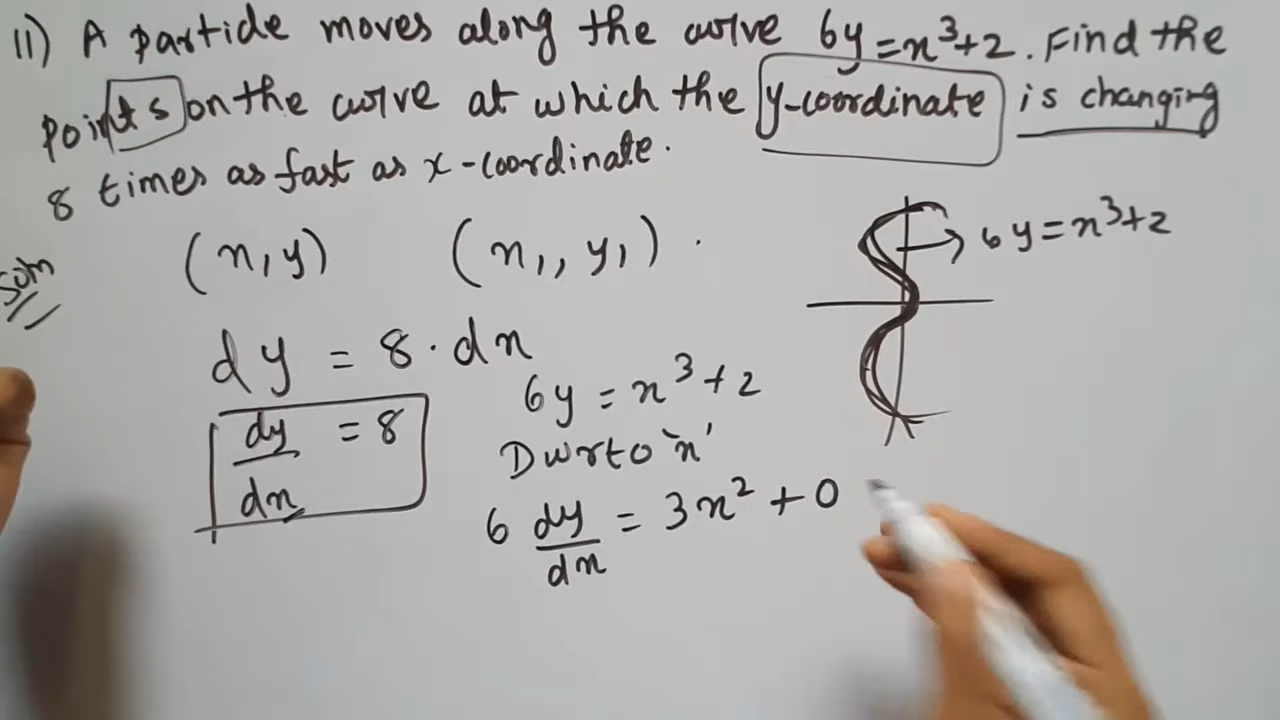 11) A particle moves along the curve 6y = x³+2. Find the
points on the curve at which the y-coordinate is changing
8 times as fast as x-coordinate.
Soln
(x, y) (x₁, y₁) .
6y = x³+2
dy = 8 · dx
dy/dx = 8
6y = x³ + 2
D wrto 'x'
6 dy/dx = 3x² + 0